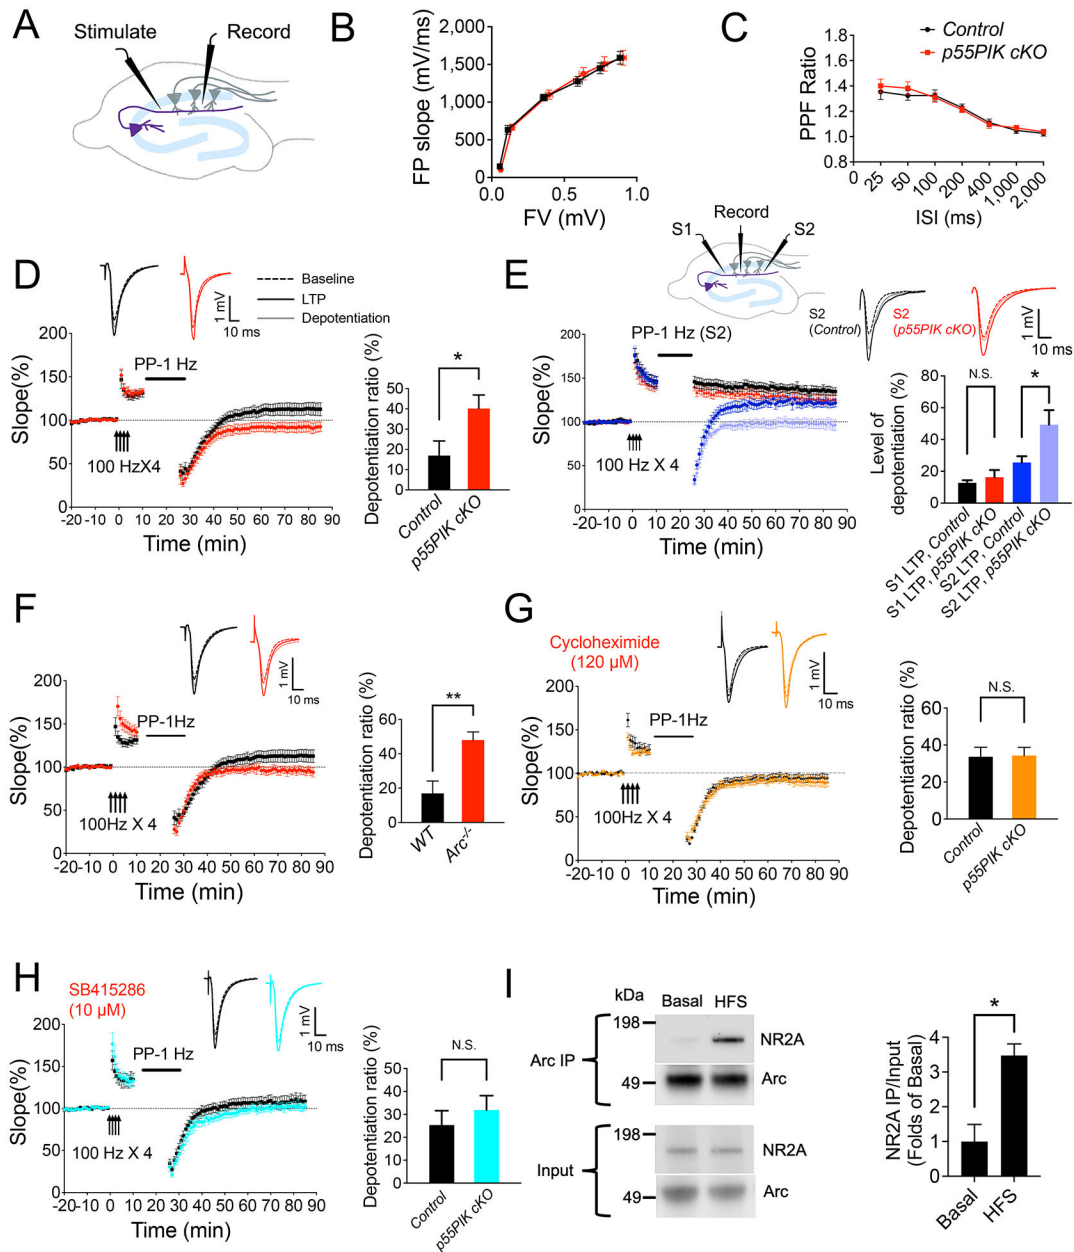 A
Stimulate
Record
B
FP slope (mV/ms)
2,000
1,500
1,000
500
0
0.0
0.5
1.0
FV (mV)
C
Control
p55PIK cKO
PPF Ratio
1.8
1.6
1.4
1.2
1.0
0.8
0
25
50
100
200
400
1,000
2,000
ISI (ms)
D
Baseline
LTP
Depotentiation
1 mV
10 ms
Slope(%)
200
150
100
50
0
PP-1 Hz
100 HzX4
-20
-10
0
10
20
30
40
50
60
70
80
90
Time (min)
Depotentiation ratio (%)
50
40
30
20
10
0
*
Control
p55PIK cKO
E
S1
Record
S2
PP-1 Hz (S2)
S2
(Control)
S2
(p55PIK cKO)
1 mV
10 ms
Slope(%)
200
150
100
50
0
100 Hz X 4
-20
-10
0
10
20
30
40
50
60
70
80
90
Time (min)
Level of
depotentiation (%)
80
60
40
20
0
N.S.
*
S1 LTP, Control
S1 LTP, p55PIK cKO
S2 LTP, Control
S2 LTP, p55PIK cKO
F
1 mV
10 ms
Slope(%)
200
150
100
50
0
PP-1Hz
100Hz X 4
-20
-10
0
10
20
30
40
50
60
70
80
90
Time (min)
Depotentiation ratio (%)
60
40
20
0
**
WT
Arc-/-
G
Cycloheximide
(120 µM)
1 mV
10 ms
Slope(%)
200
150
100
50
0
PP-1Hz
100Hz X 4
-20
-10
0
10
20
30
40
50
60
70
80
90
Time (min)
Depotentiation ratio (%)
60
40
20
0
N.S.
Control
p55PIK cKO
H
SB415286
(10 µM)
1 mV
10 ms
Slope(%)
200
150
100
50
0
PP-1 Hz
100 HZ X 4
-20
-10
0
10
20
30
40
50
60
70
80
90
Time (min)
Depotentiation ratio (%)
50
40
30
20
10
0
N.S.
Control
p55PIK cKO
I
kDa
Basal
HFS
198
NR2A
Arc IP
49
Arc
198
NR2A
Input
49
Arc
NR2A IP/Input
(Folds of Basal)
4
2
0
*
Basal
HFS